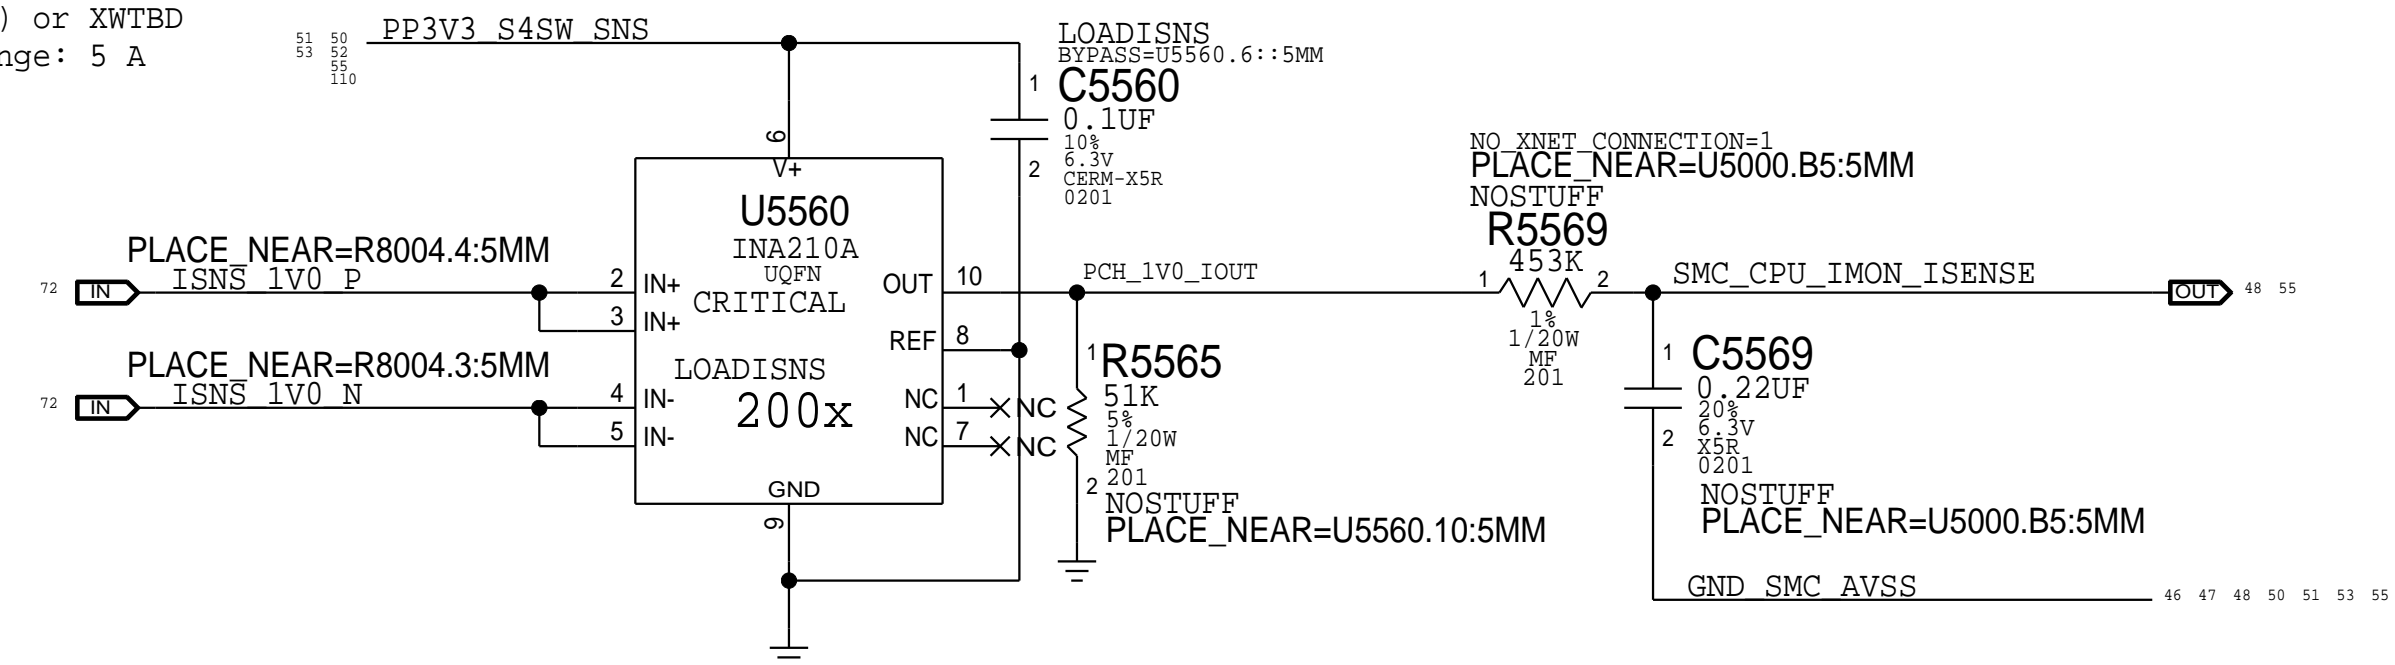 ) or XWTBD
nge: 5 A
51 50
53 52
55
110
PP3V3_S4SW_SNS
LOADISNS
BYPASS=U5560.6::5MM
1
C5560
0.1UF
10%
6.3V
2
CERM-X5R
0201
6
V+
U5560
INA210A
UQFN
CRITICAL
LOADISNS
200x
GND
9
PLACE_NEAR=R8004.4:5MM
72
IN
ISNS_1V0_P
2
IN+
3
IN+
PLACE_NEAR=R8004.3:5MM
72
IN
ISNS_1V0_N
4
IN-
5
IN-
OUT
10
REF
8
NC
1
NC
NC
7
NC
PCH_1V0_IOUT
1
R5565
51K
5%
1/20W
MF
201
2
NOSTUFF
PLACE_NEAR=U5560.10:5MM
NO_XNET_CONNECTION=1
PLACE_NEAR=U5000.B5:5MM
NOSTUFF
R5569
453K
1
2
1%
1/20W
MF
201
SMC_CPU_IMON_ISENSE
OUT
48 55
1
C5569
0.22UF
20%
6.3V
2
X5R
0201
NOSTUFF
PLACE_NEAR=U5000.B5:5MM
GND_SMC_AVSS
46 47 48 50 51 53 55